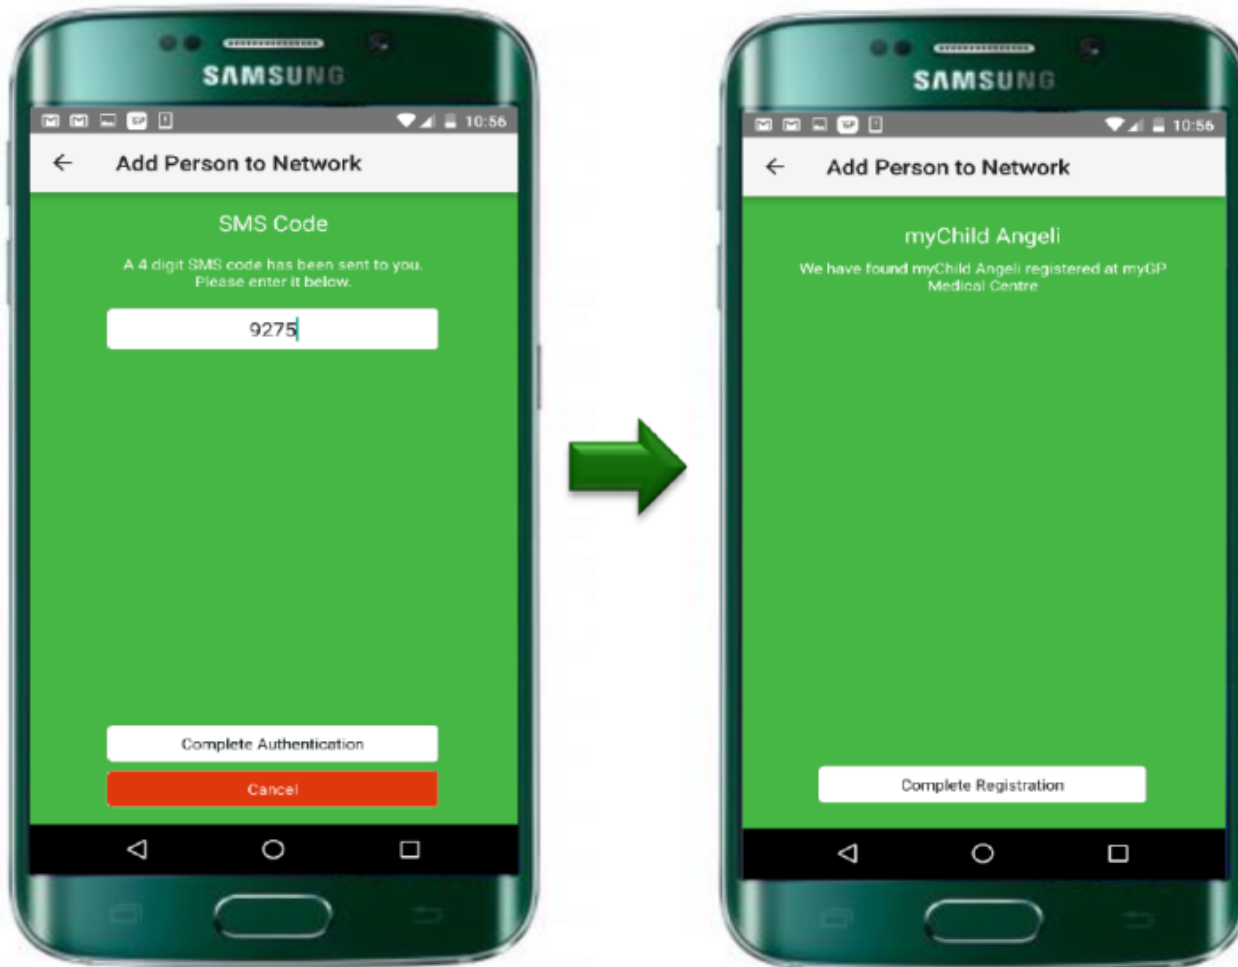 SAMSUNG
10:56
Add Person to Network
SMS Code
A 4 digit SMS code has been sent to you.
Please enter it below.
9275
Complete Authentication
Cancel
SAMSUNG
GP
10:56
Add Person to Network
myChild Angeli
We have found myChild Angeli registered at myGP
Medical Centre
Complete Registration